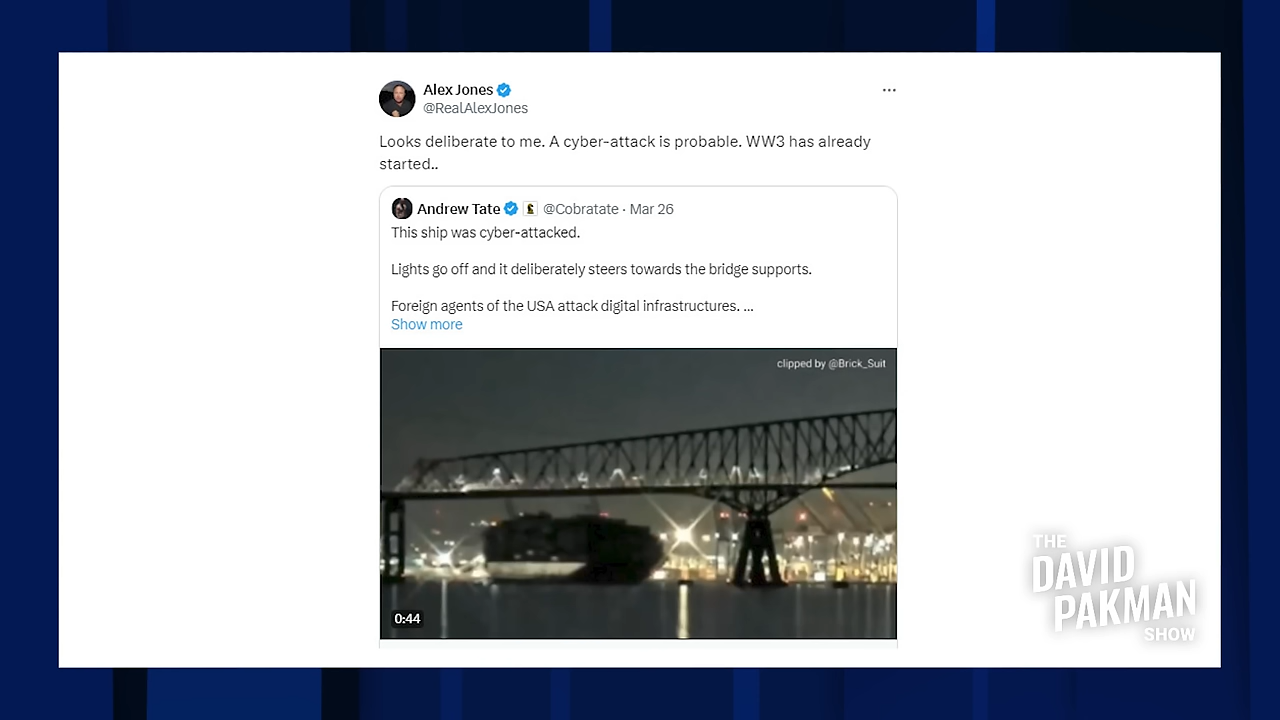 Alex Jones
@RealAlexJones
Looks deliberate to me. A cyber-attack is probable. WW3 has already
started..
Andrew Tate @Cobratate · Mar 26
This ship was cyber-attacked.
Lights go off and it deliberately steers towards the bridge supports.
Foreign agents of the USA attack digital infrastructures. ...
Show more
clipped by @Brick_Suit
0:44
THE
DAVID
PAKMAN
SHOW